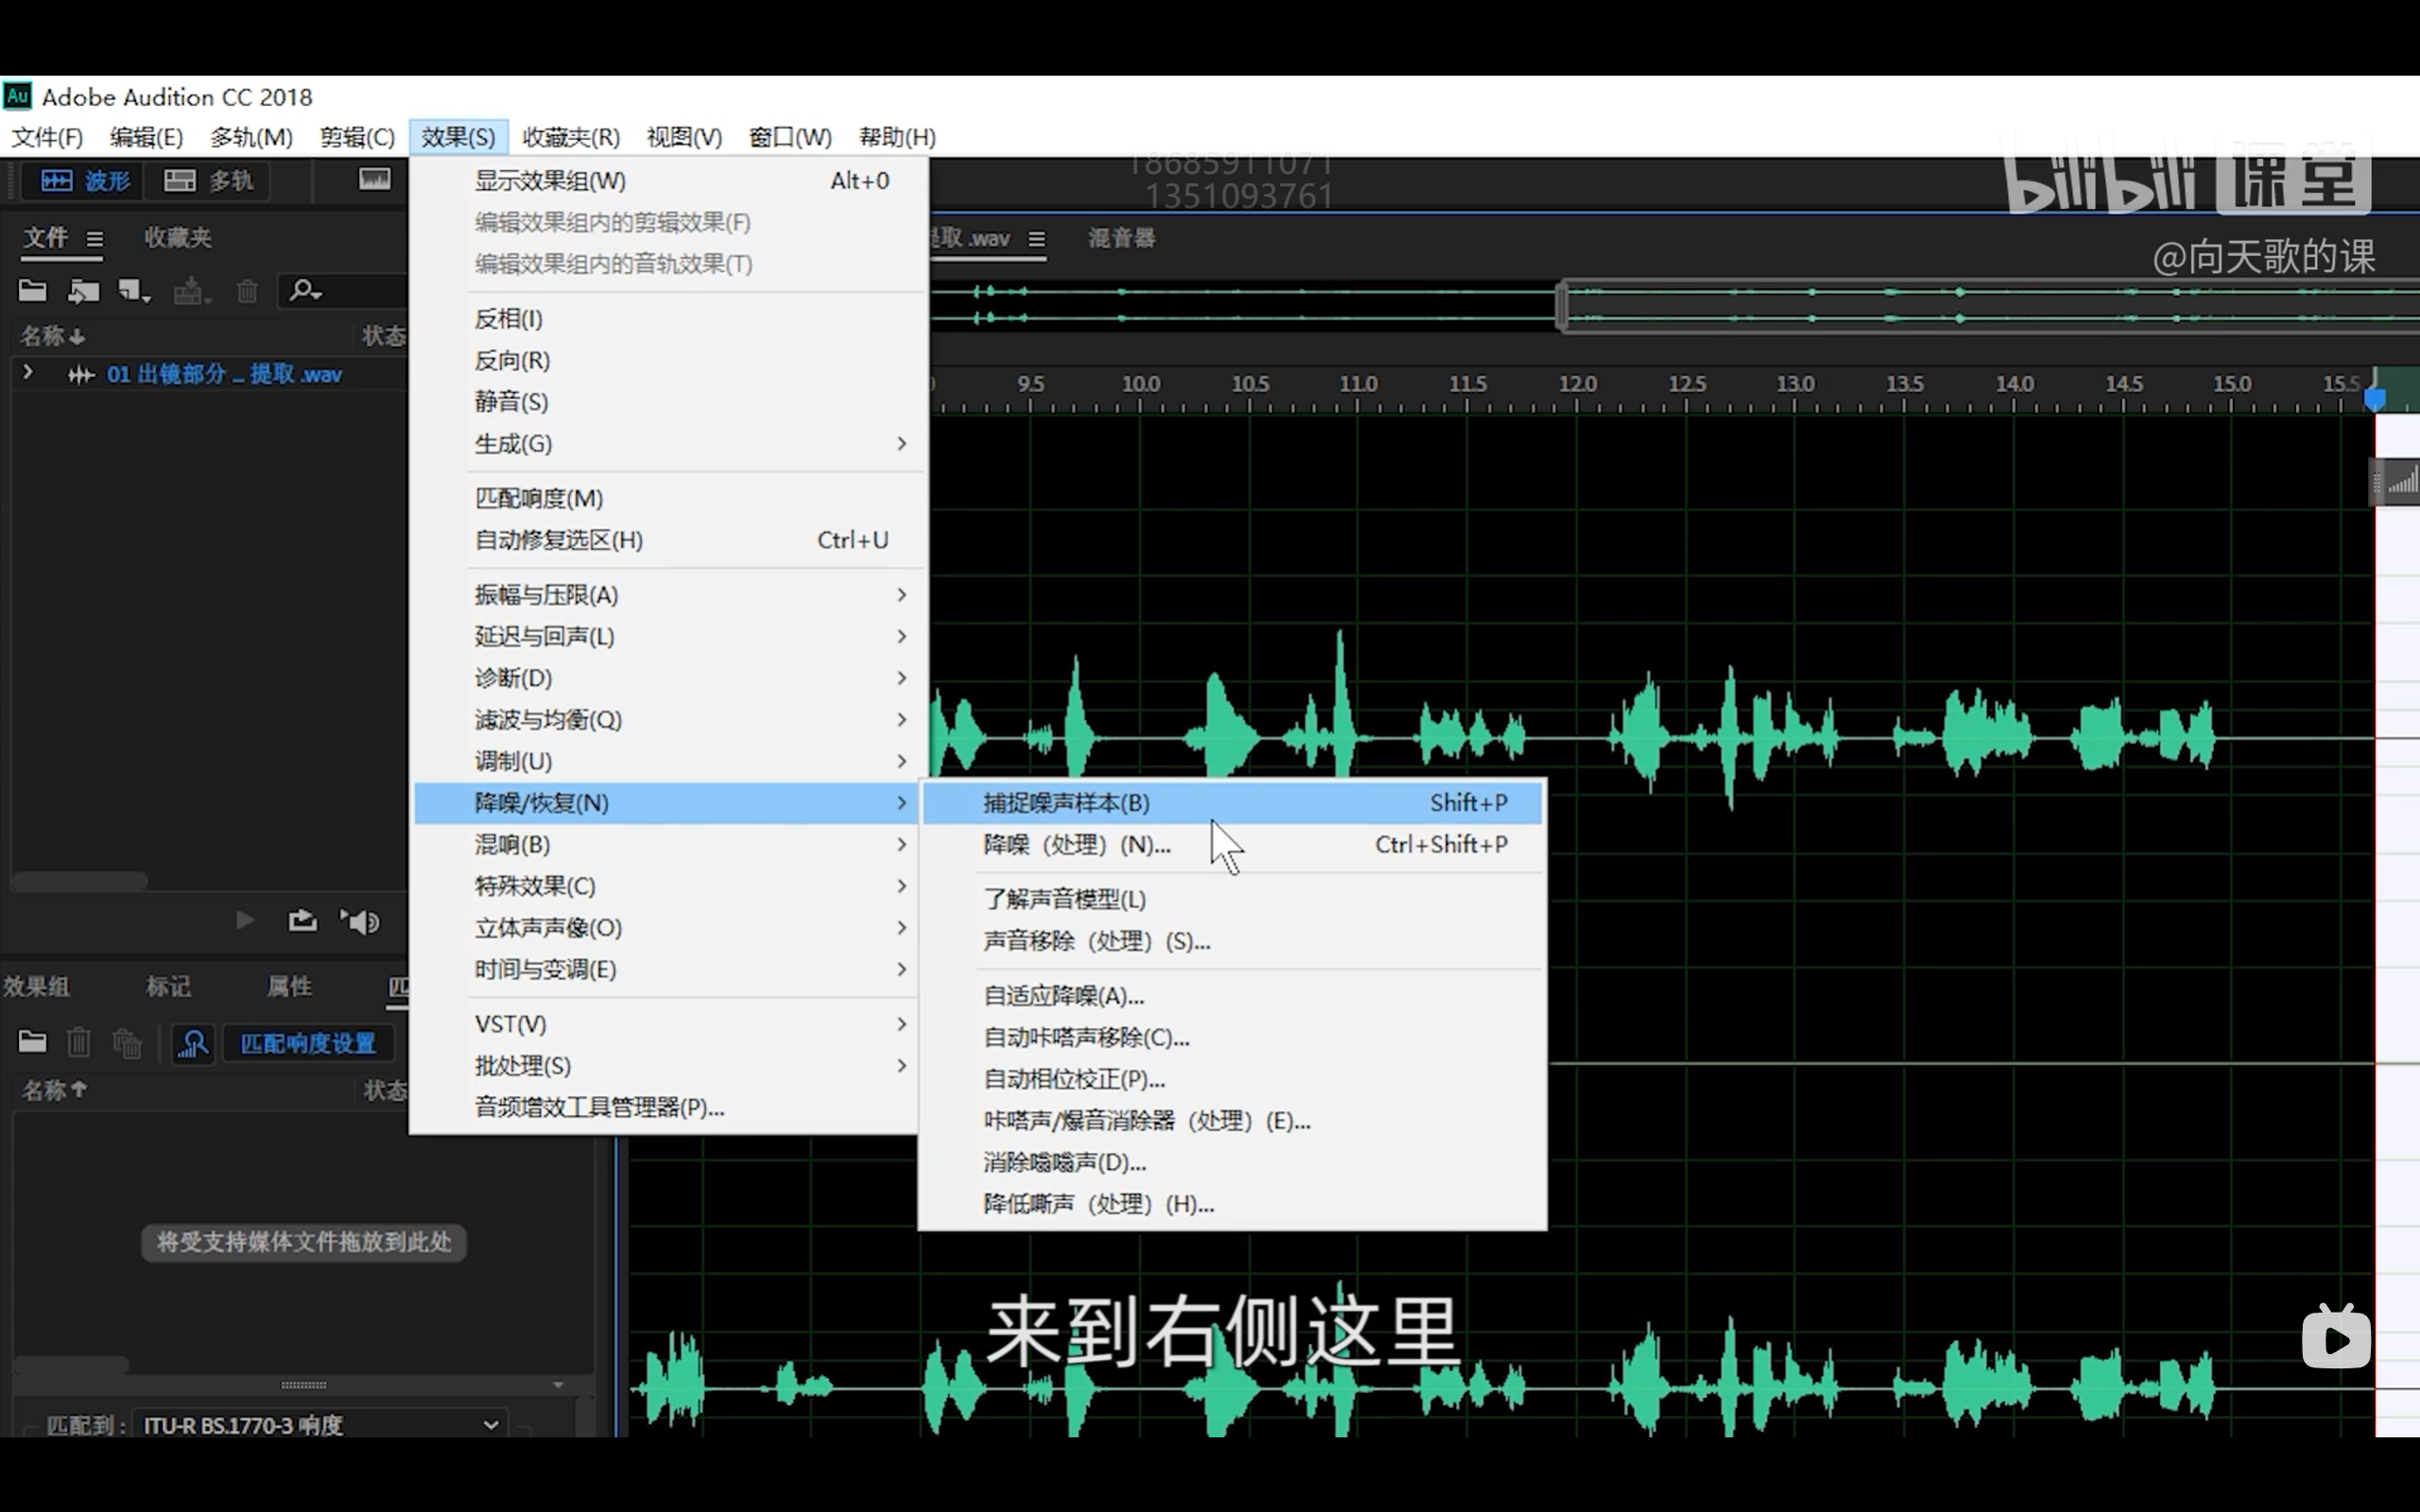 Au Adobe Audition CC 2018
文件(F) 编辑(E) 多轨(M) 剪辑(C) 效果(S) 收藏夹(R) 视图(V) 窗口(W) 帮助(H)
波形 多轨
18685911071
1351093761
bilibili 课堂
@向天歌的课
文件 收藏夹
名称 状态
01 出镜部分 _ 提取 .wav
显示效果组(W) Alt+0
编辑效果组内的剪辑效果(F)
编辑效果组内的音轨效果(T)
反相(I)
反向(R)
静音(S)
生成(G)
匹配响度(M)
自动修复选区(H) Ctrl+U
振幅与压限(A)
延迟与回声(L)
诊断(D)
滤波与均衡(Q)
调制(U)
降噪/恢复(N)
混响(B)
特殊效果(C)
立体声声像(O)
时间与变调(E)
VST(V)
批处理(S)
音频增效工具管理器(P)...
提取 .wav 混音器
9.5 10.0 10.5 11.0 11.5 12.0 12.5 13.0 13.5 14.0 14.5 15.0 15.5
捕捉噪声样本(B) Shift+P
降噪（处理）(N)... Ctrl+Shift+P
了解声音模型(L)
声音移除（处理）(S)...
自适应降噪(A)...
自动咔嗒声移除(C)...
自动相位校正(P)...
咔嗒声/爆音消除器（处理）(E)...
消除嗡嗡声(D)...
降低嘶声（处理）(H)...
效果组 标记 属性 匹
匹配响度设置
名称 状态
将受支持媒体文件拖放到此处
匹配到 : ITU-R BS.1770-3 响度
来到右侧这里